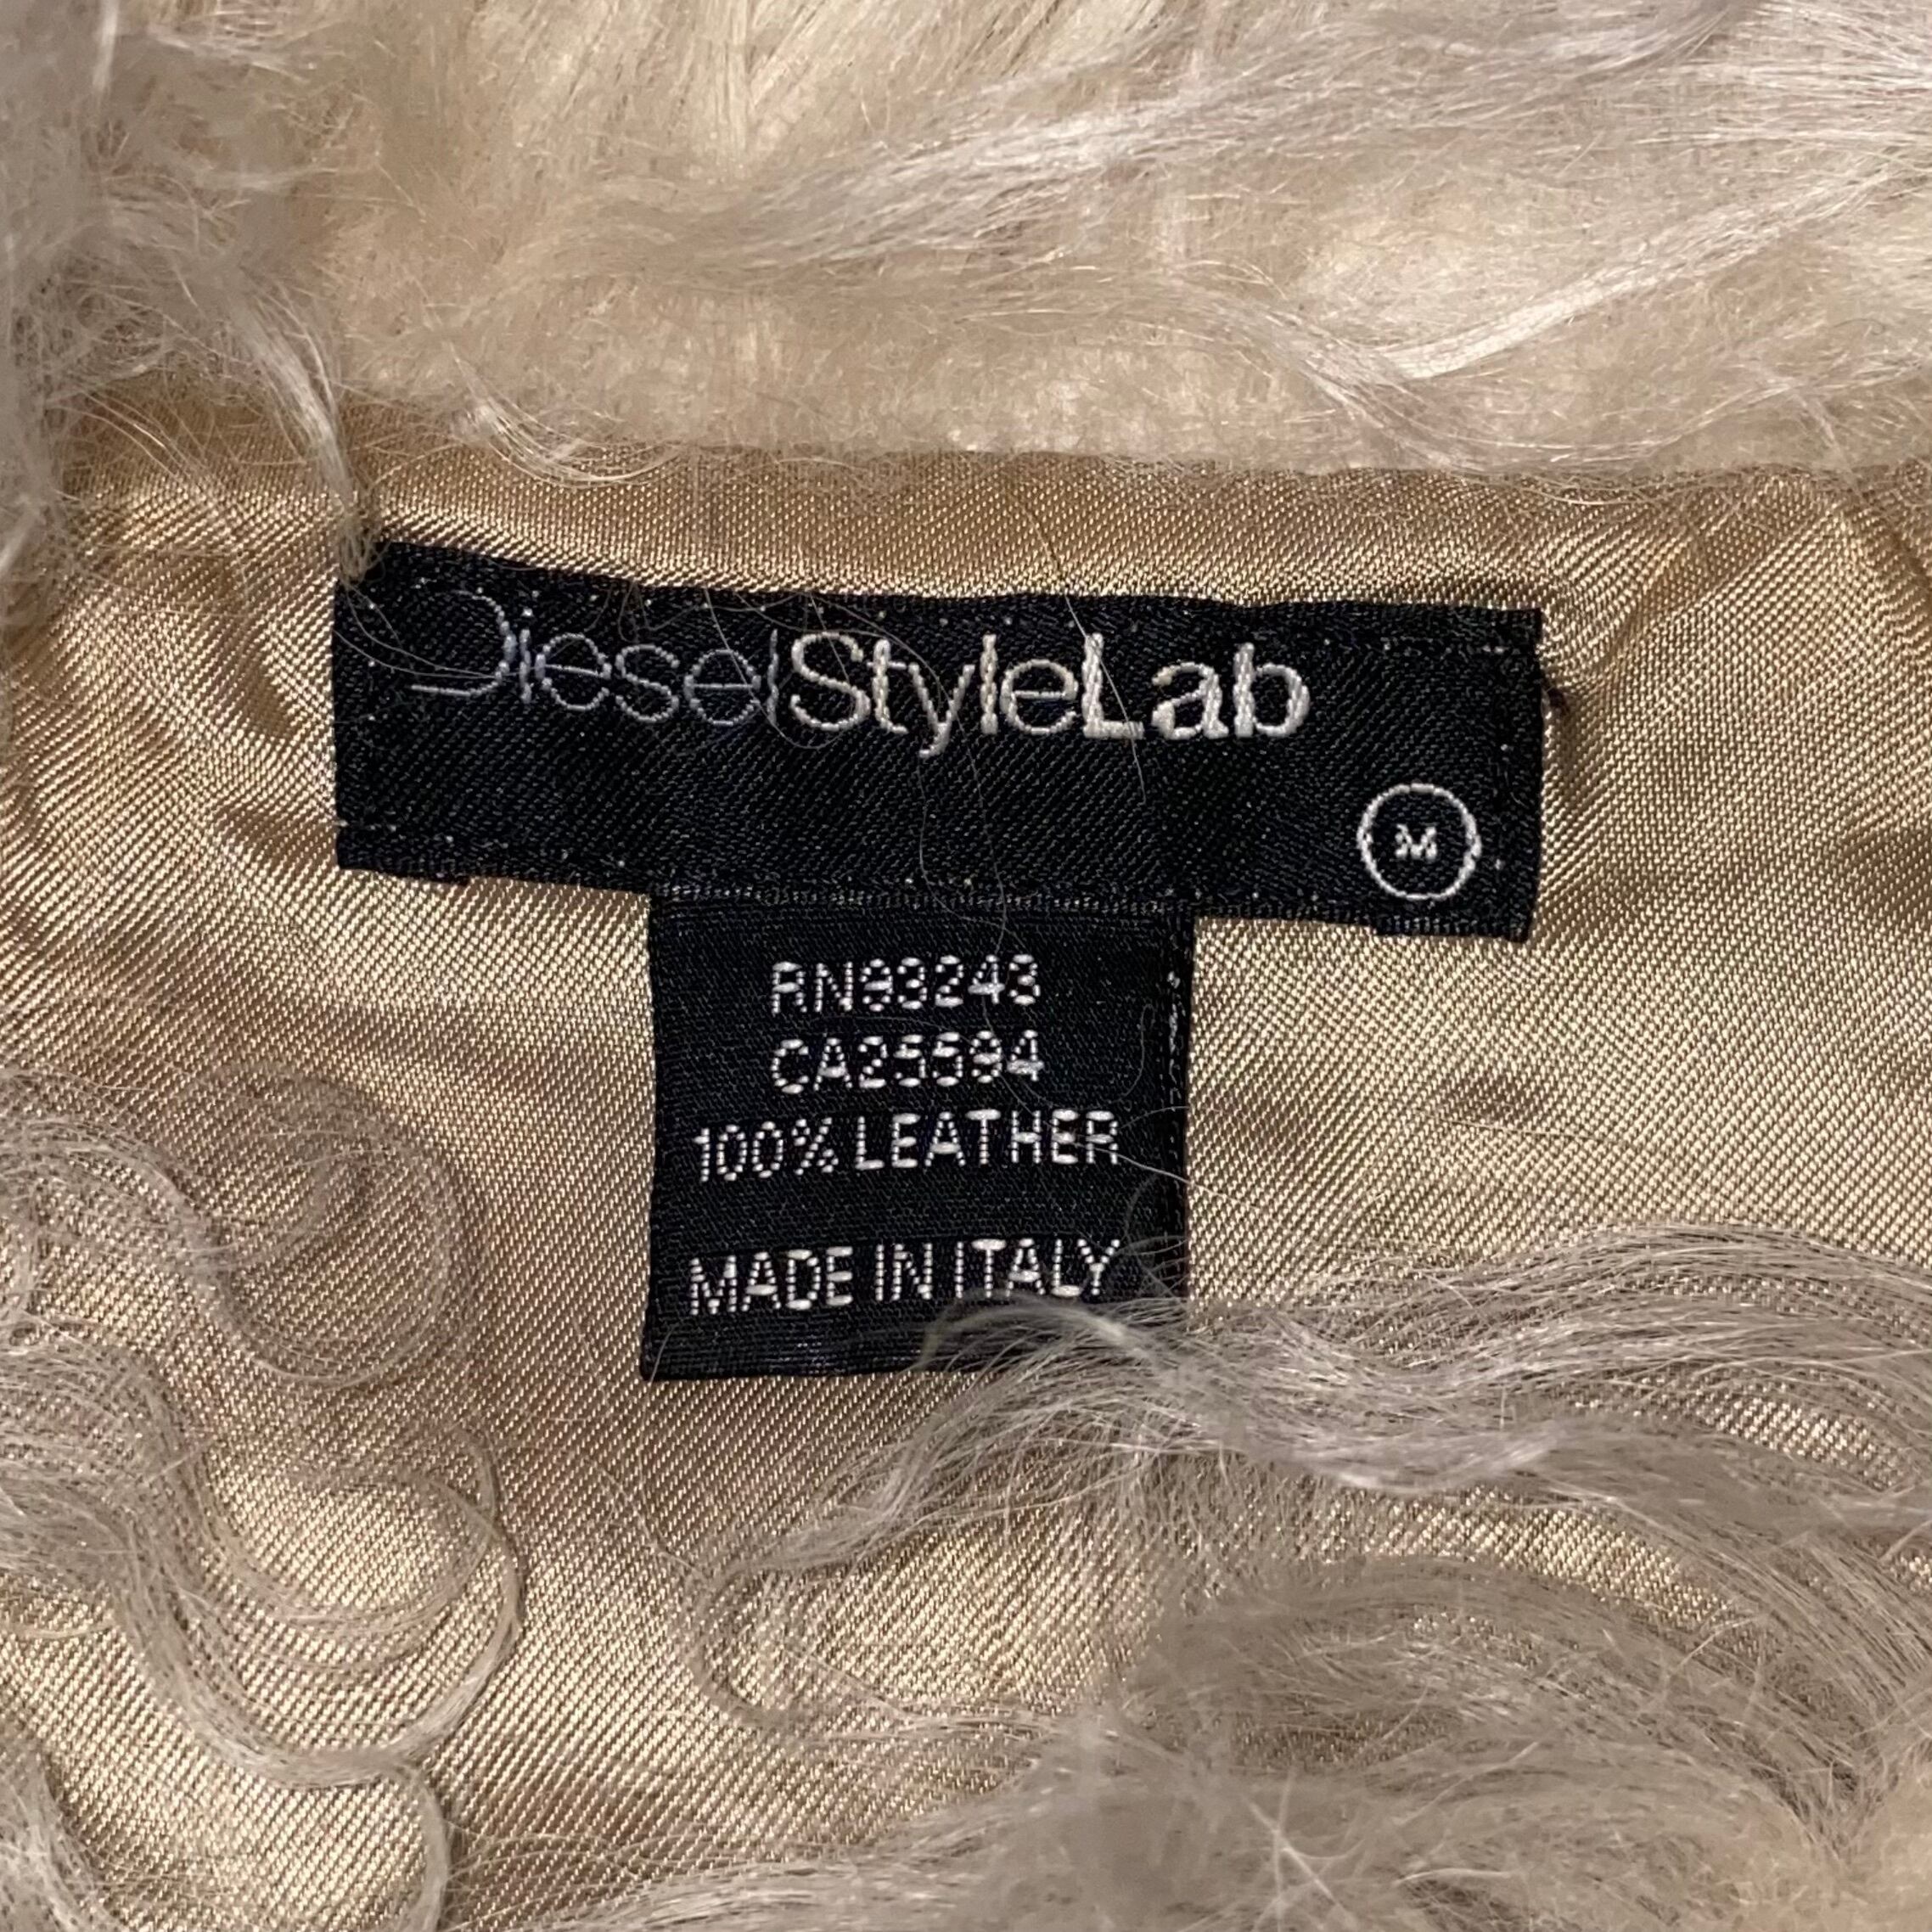 DieselStyleLab
M
RN93243
CA25594
100% LEATHER
MADE IN ITALY